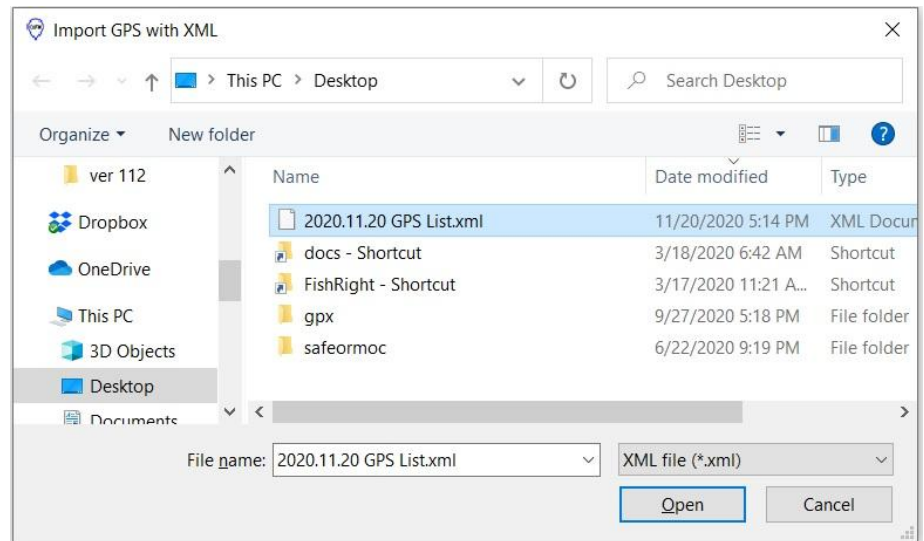 Import GPS with XML
This PC > Desktop
Search Desktop
Organize
New folder
ver 112
Dropbox
OneDrive
This PC
3D Objects
Desktop
Documents
Name Date modified Type
2020.11.20 GPS List.xml 11/20/2020 5:14 PM XML Docum
docs - Shortcut 3/18/2020 6:42 AM Shortcut
FishRight - Shortcut 3/17/2020 11:21 A... Shortcut
gpx 9/27/2020 5:18 PM File folder
safeormoc 6/22/2020 9:19 PM File folder
File name: 2020.11.20 GPS List.xml
XML file (*.xml)
Open Cancel